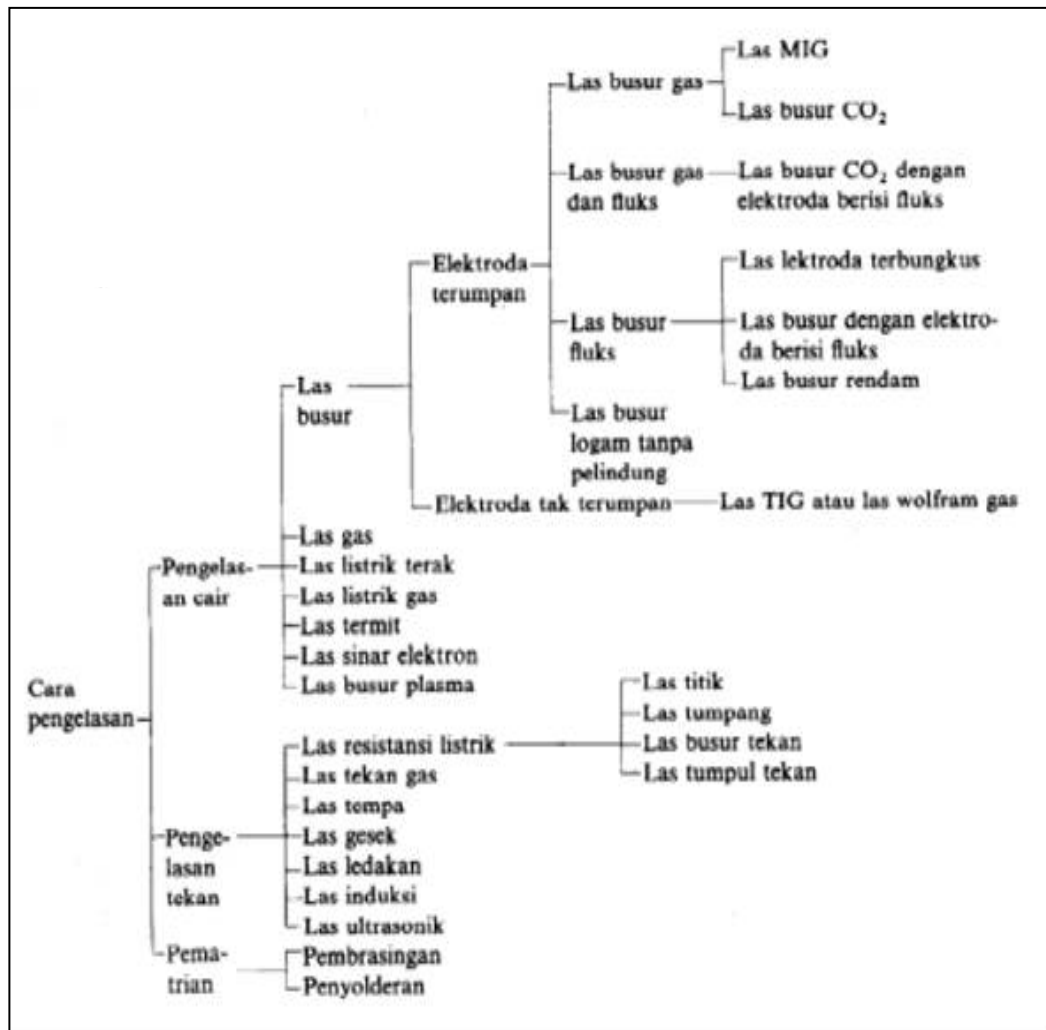 Las MIG
Las busur gas
Las busur CO₂
Las busur gas
dan fluks
Las busur CO₂ dengan
elektroda berisi fluks
Elektroda
terumpan
Las lektroda terbungkus
Las busur
fluks
Las busur dengan elektro-
da berisi fluks
Las busur rendam
Las
busur
Las busur
logam tanpa
pelindung
Elektroda tak terumpan
Las TIG atau las wolfram gas
Pengelas-
an cair
Las gas
Las listrik terak
Las listrik gas
Las termit
Las sinar elektron
Las busur plasma
Cara
pengelasan
Las resistansi listrik
Las titik
Las tumpang
Las busur tekan
Las tumpul tekan
Las tekan gas
Las tempa
Penge-
lasan
tekan
Las gesek
Las ledakan
Las induksi
Las ultrasonik
Pema-
trian
Pembrasingan
Penyolderan